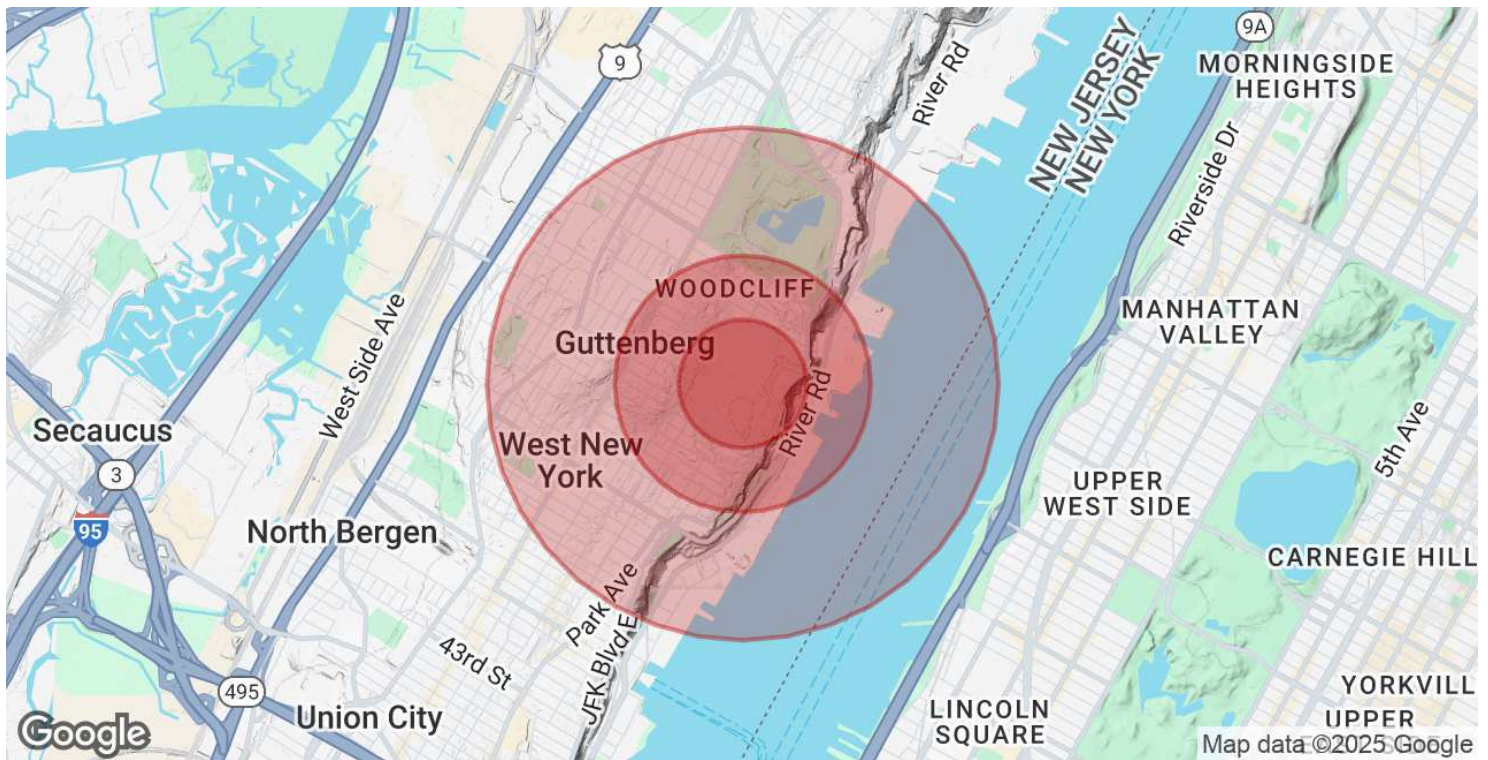 9A
MORNINGSIDE
HEIGHTS
9
River Rd
NEW JERSEY
NEW YORK
Riverside Dr
WOODCLIFF
MANHATTAN
VALLEY
Guttenberg
West Side Ave
River Rd
5th Ave
Secaucus
West New
York
3
UPPER
WEST SIDE
95
North Bergen
CARNEGIE HILL
Park Ave
JFK Blvd E
43rd St
495
YORKVILL
Union City
LINCOLN
SQUARE
UPPER
Google
Map data ©2025 Google